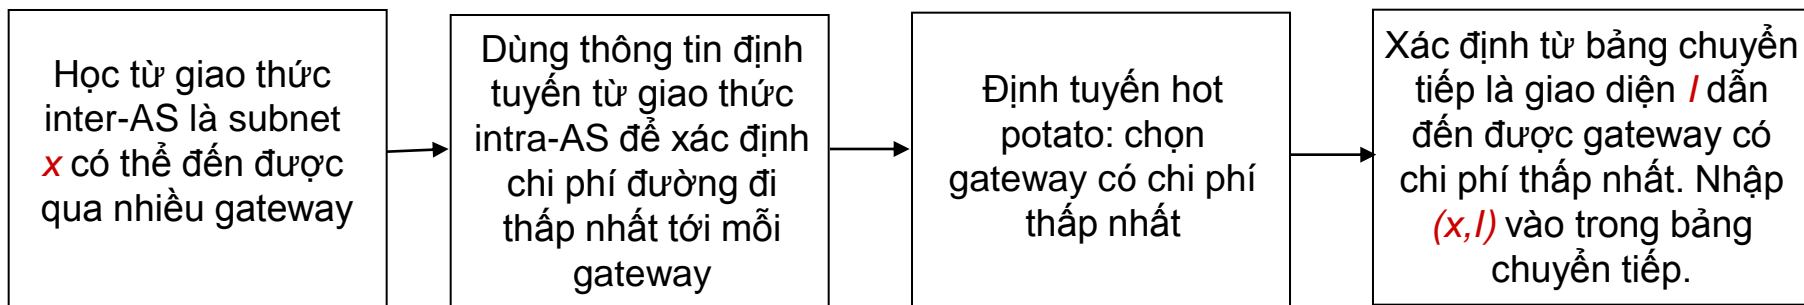 Học từ giao thức
inter-AS là subnet
x có thể đến được
qua nhiều gateway
Dùng thông tin định
tuyến từ giao thức
intra-AS để xác định
chi phí đường đi
thấp nhất tới mỗi
gateway
Định tuyến hot
potato: chọn
gateway có chi phí
thấp nhất
Xác định từ bảng chuyển
tiếp là giao diện I dẫn
đến được gateway có
chi phí thấp nhất. Nhập
(x,I) vào trong bảng
chuyển tiếp.